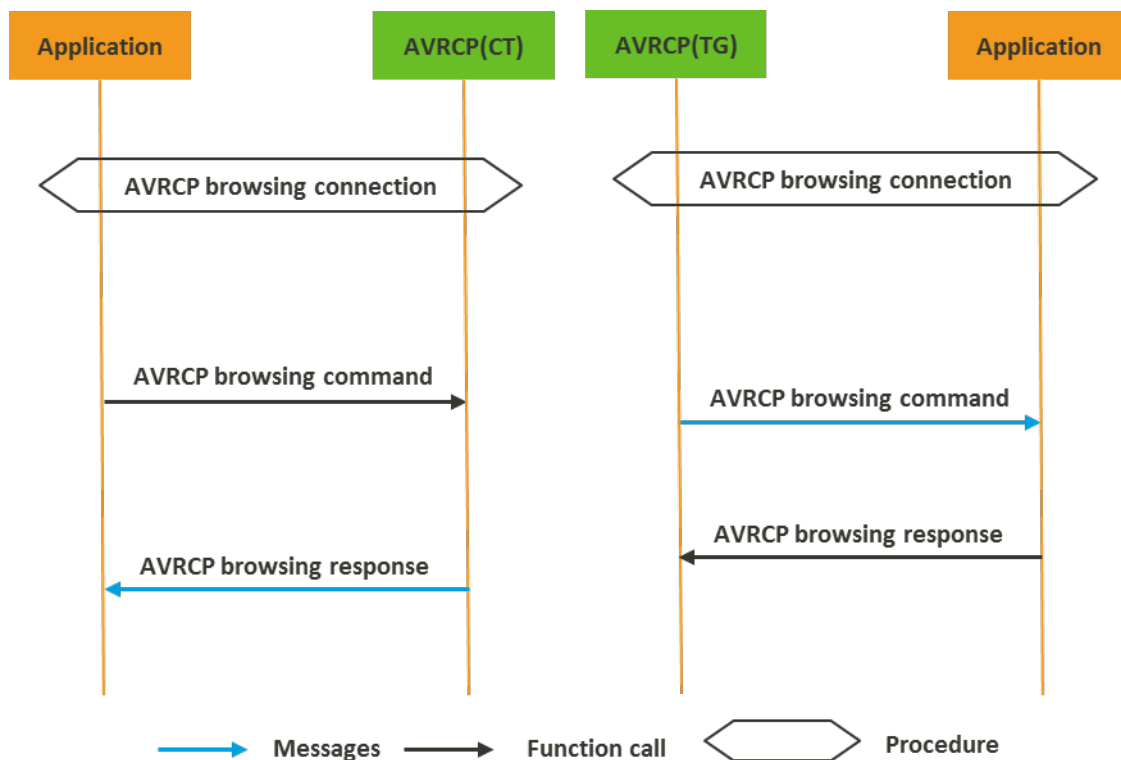 Application
AVRCP(CT)
AVRCP(TG)
Application
AVRCP browsing connection
AVRCP browsing connection
AVRCP browsing command
AVRCP browsing command
AVRCP browsing response
AVRCP browsing response
Messages
Function call
Procedure